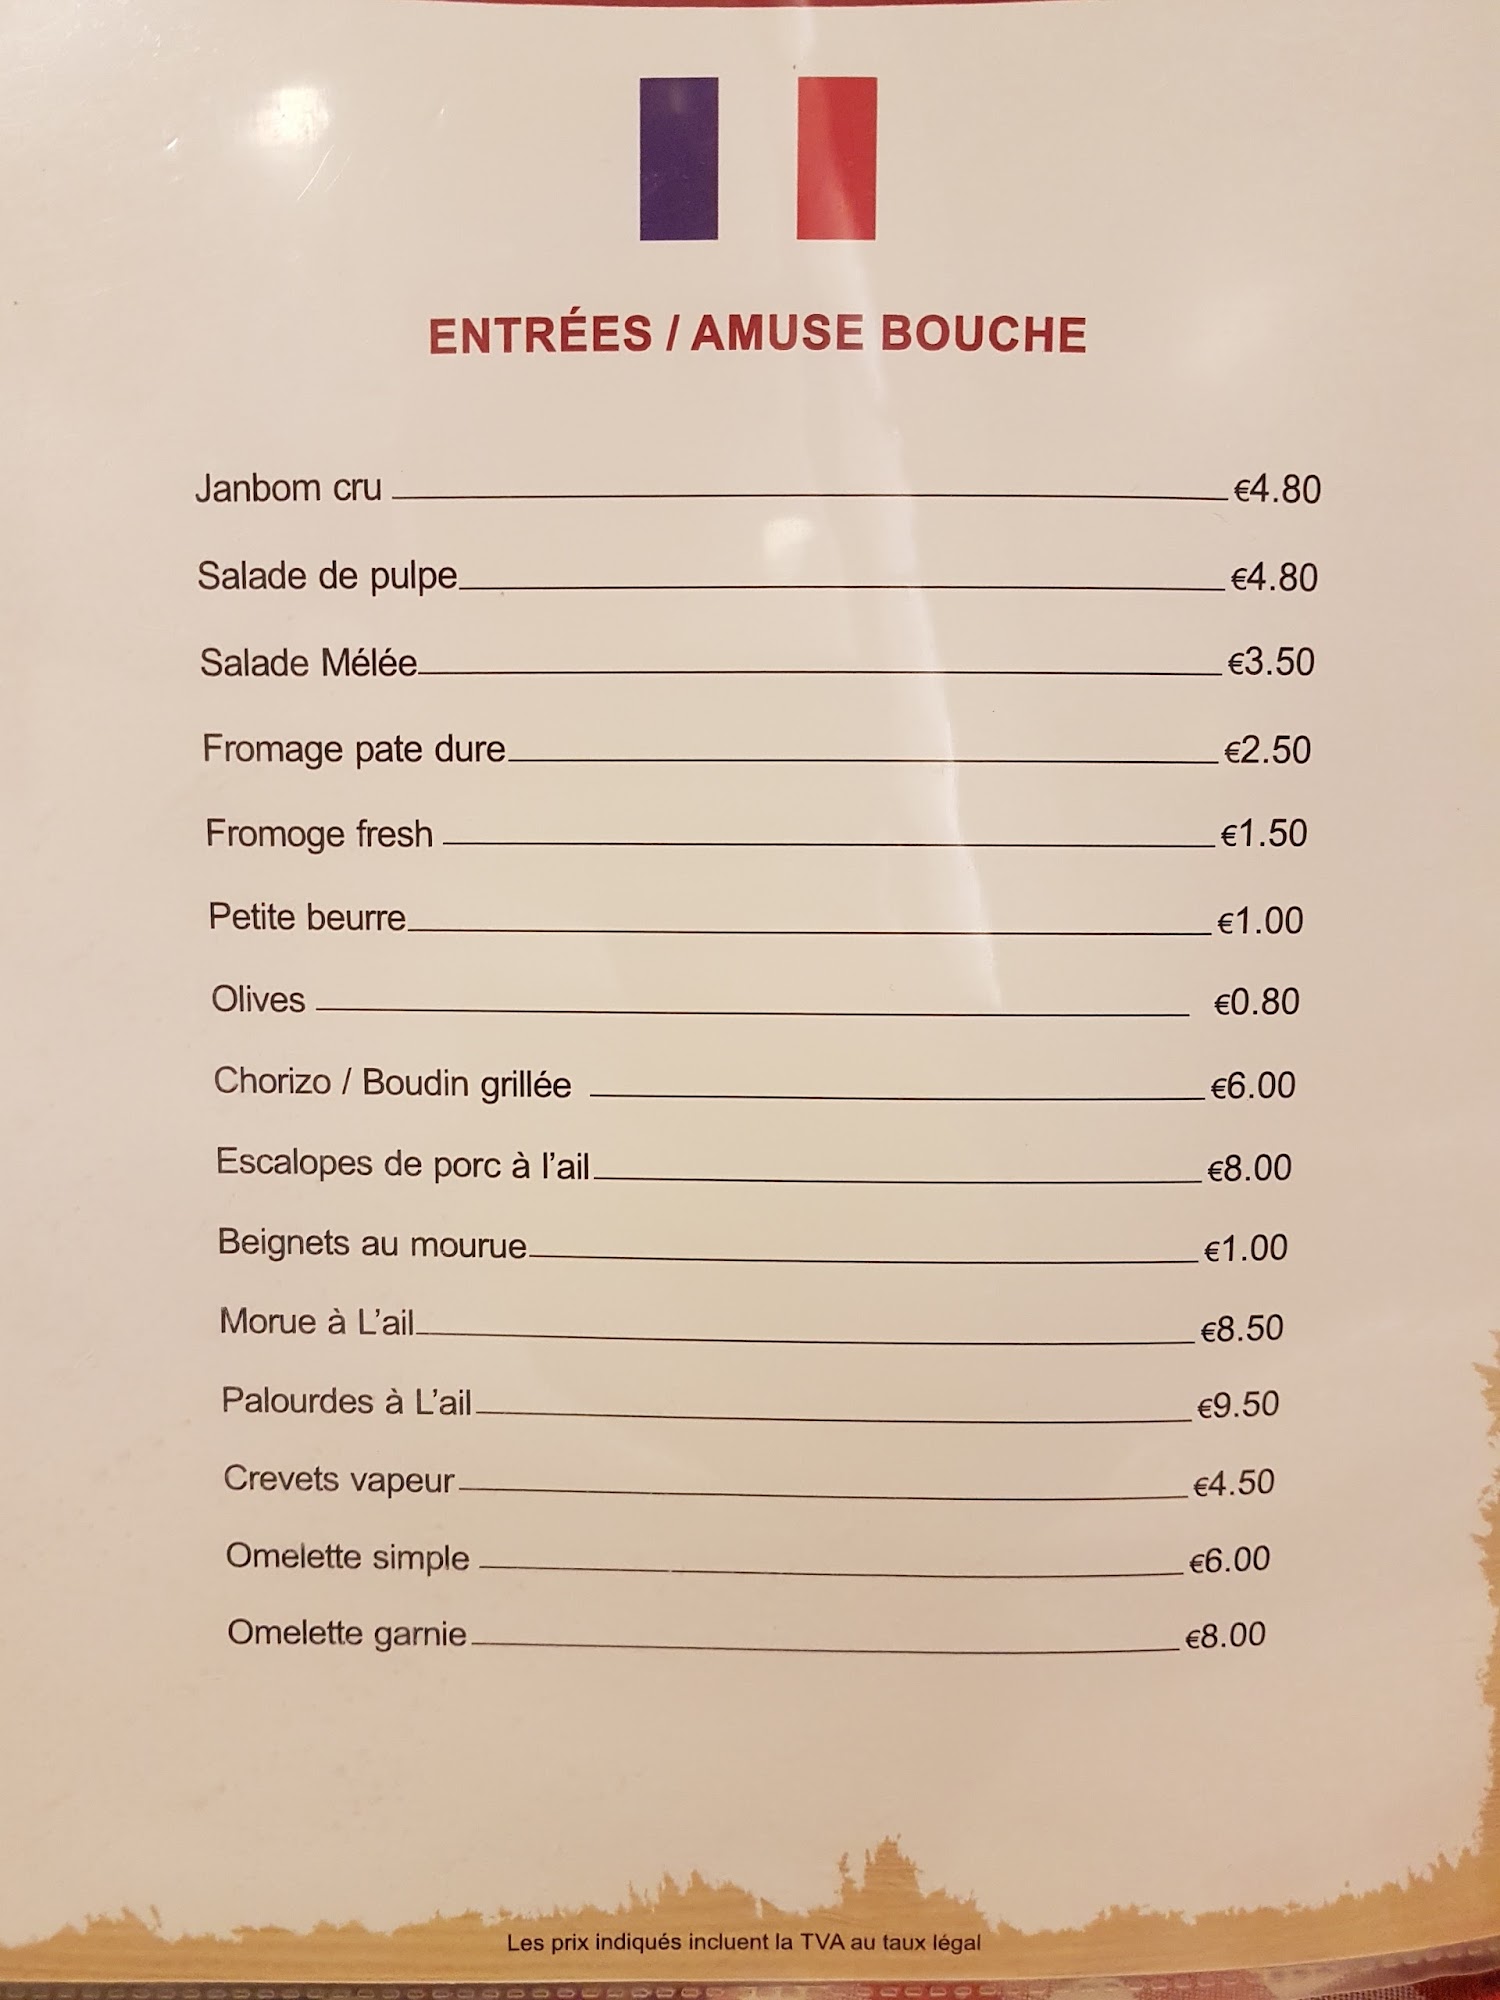 ENTRÉES / AMUSE BOUCHE
Janbom cru €4.80
Salade de pulpe €4.80
Salade Mélée €3.50
Fromage pate dure €2.50
Fromoge fresh €1.50
Petite beurre €1.00
Olives €0.80
Chorizo / Boudin grillée €6.00
Escalopes de porc à l'ail €8.00
Beignets au mourue €1.00
Morue à L'ail €8.50
Palourdes à L'ail €9.50
Crevets vapeur €4.50
Omelette simple €6.00
Omelette garnie €8.00
Les prix indiqués incluent la TVA au taux légal